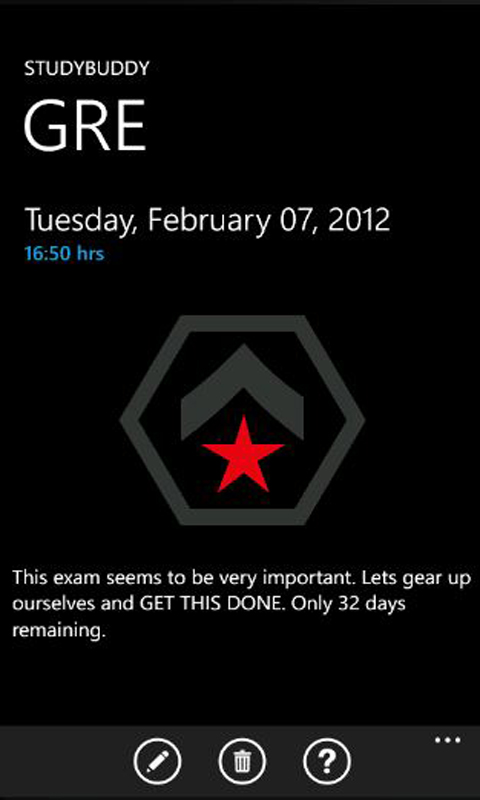 STUDYBUDDY
GRE
Tuesday, February 07, 2012
16:50 hrs
This exam seems to be very important. Lets gear up
ourselves and GET THIS DONE. Only 32 days
remaining.
?